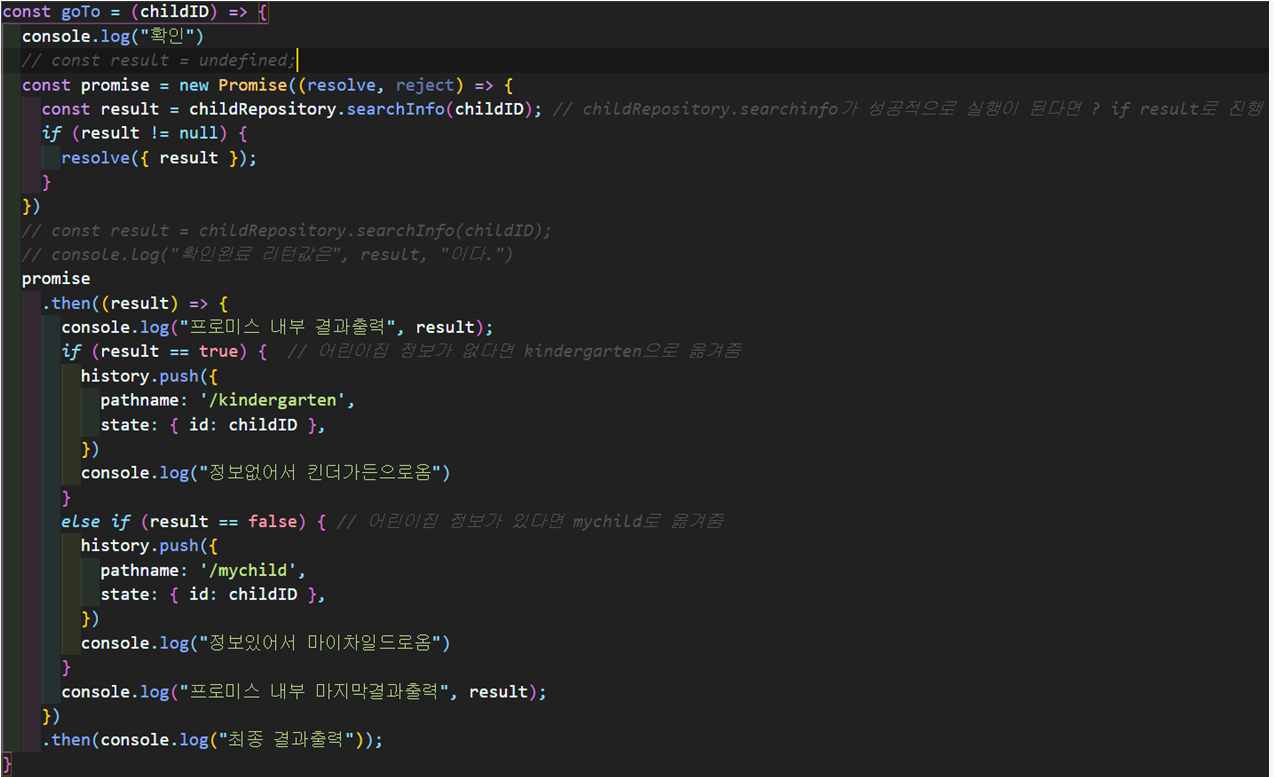 const goTo = (childID) => {
console.log("확인")
// const result = undefined;
const promise = new Promise((resolve, reject) => {
const result = childRepository.searchInfo(childID); // childRepository.searchinfo가 성공적으로 실행이 된다면 ? if result로 진행
if (result != null) {
resolve({ result });
}
})
// const result = childRepository.searchInfo(childID);
// console.log("확인완료 리턴값은", result, "이다.")
promise
.then((result) => {
console.log("프로미스 내부 결과출력", result);
if (result == true) { // 어린이집 정보가 없다면 kindergarten으로 옮겨줌
history.push({
pathname: '/kindergarten',
state: { id: childID },
})
console.log("정보없어서 킨더가든으로옴")
}
else if (result == false) { // 어린이집 정보가 있다면 mychild로 옮겨줌
history.push({
pathname: '/mychild',
state: { id: childID },
})
console.log("정보있어서 마이차일드로옴")
}
console.log("프로미스 내부 마지막결과출력", result);
})
.then(console.log("최종 결과출력"));
}